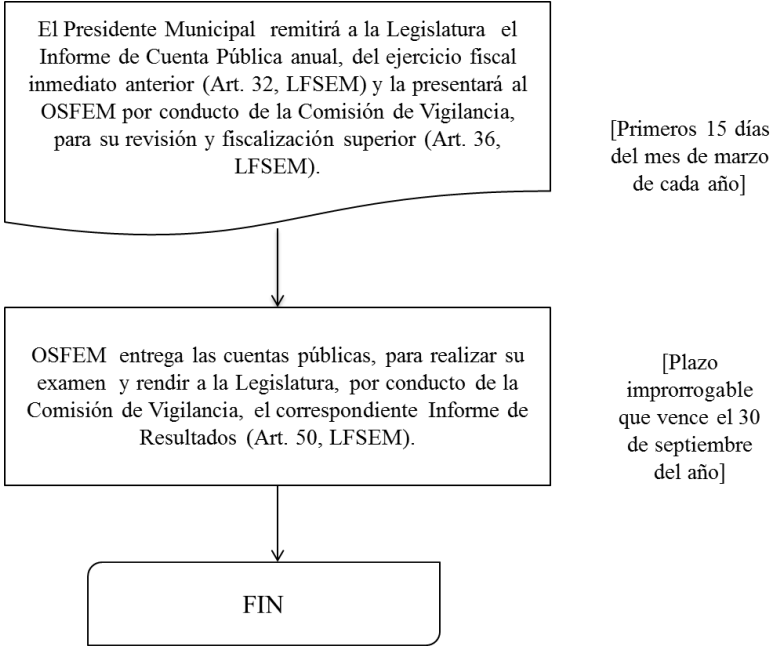 El Presidente Municipal remitirá a la Legislatura el
Informe de Cuenta Pública anual, del ejercicio fiscal
inmediato anterior (Art. 32, LFSEM) y la presentará al
OSFEM por conducto de la Comisión de Vigilancia,
para su revisión y fiscalización superior (Art. 36,
LFSEM).
[Primeros 15 días
del mes de marzo
de cada año]
OSFEM entrega las cuentas públicas, para realizar su
examen y rendir a la Legislatura, por conducto de la
Comisión de Vigilancia, el correspondiente Informe de
Resultados (Art. 50, LFSEM).
[Plazo
improrrogable
que vence el 30
de septiembre
del año]
FIN